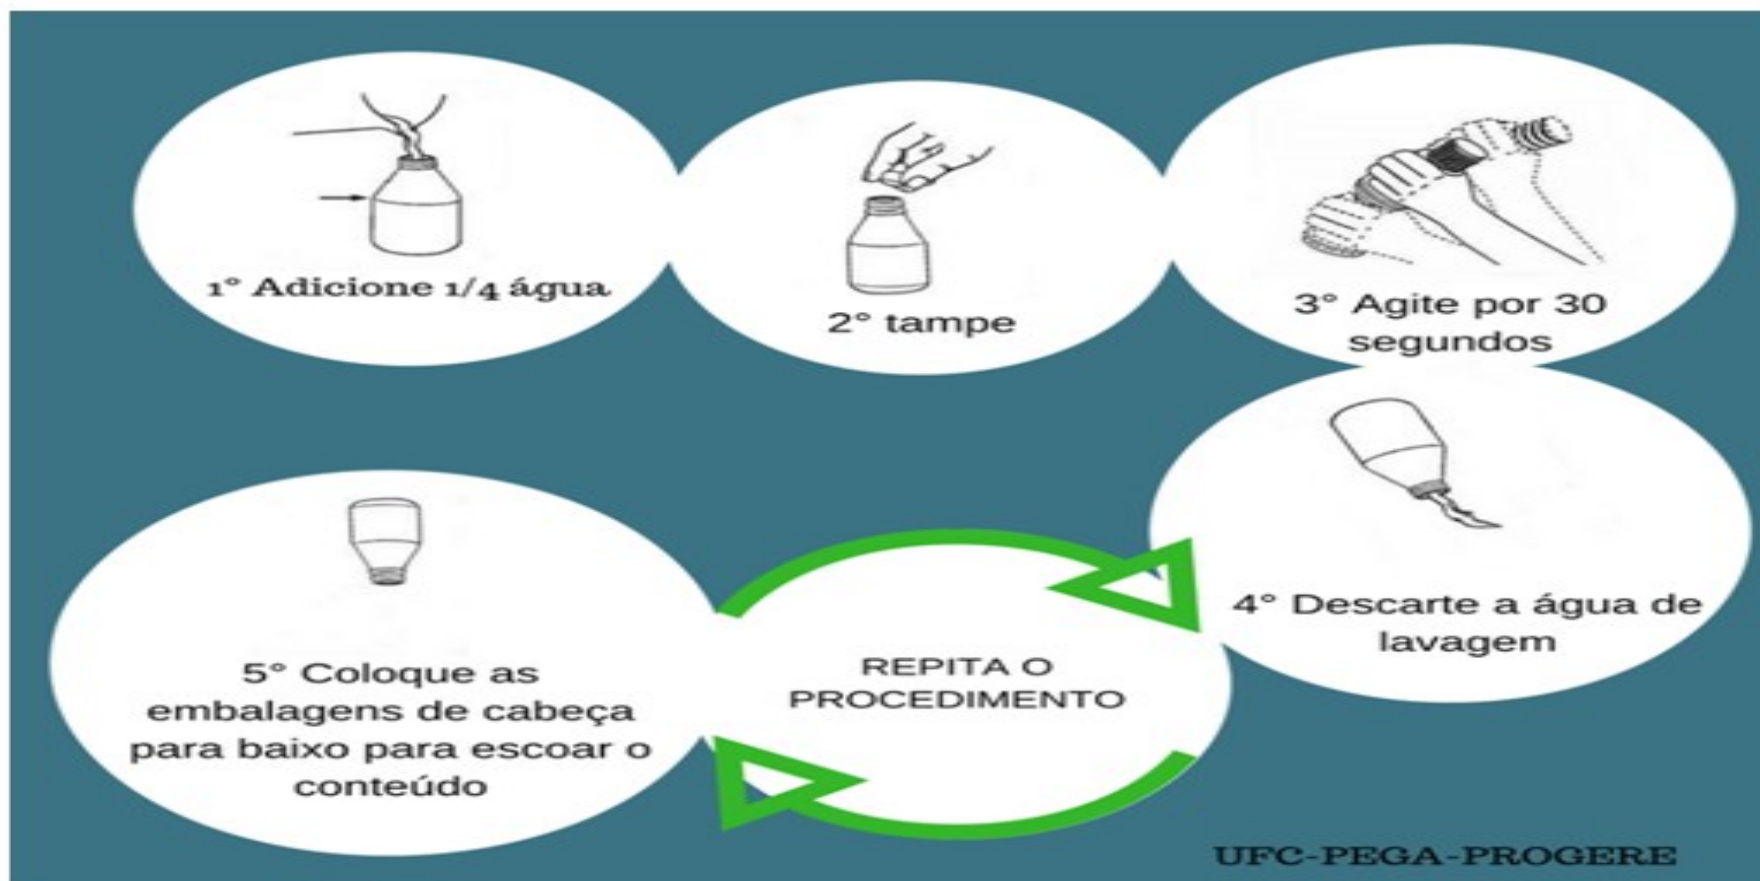 1° Adicione 1/4 água
2° tampe
3° Agite por 30
segundos
4° Descarte a água de
lavagem
REPITA O
PROCEDIMENTO
5° Coloque as
embalagens de cabeça
para baixo para escoar o
conteúdo
UFC-PEGA-PROGERE